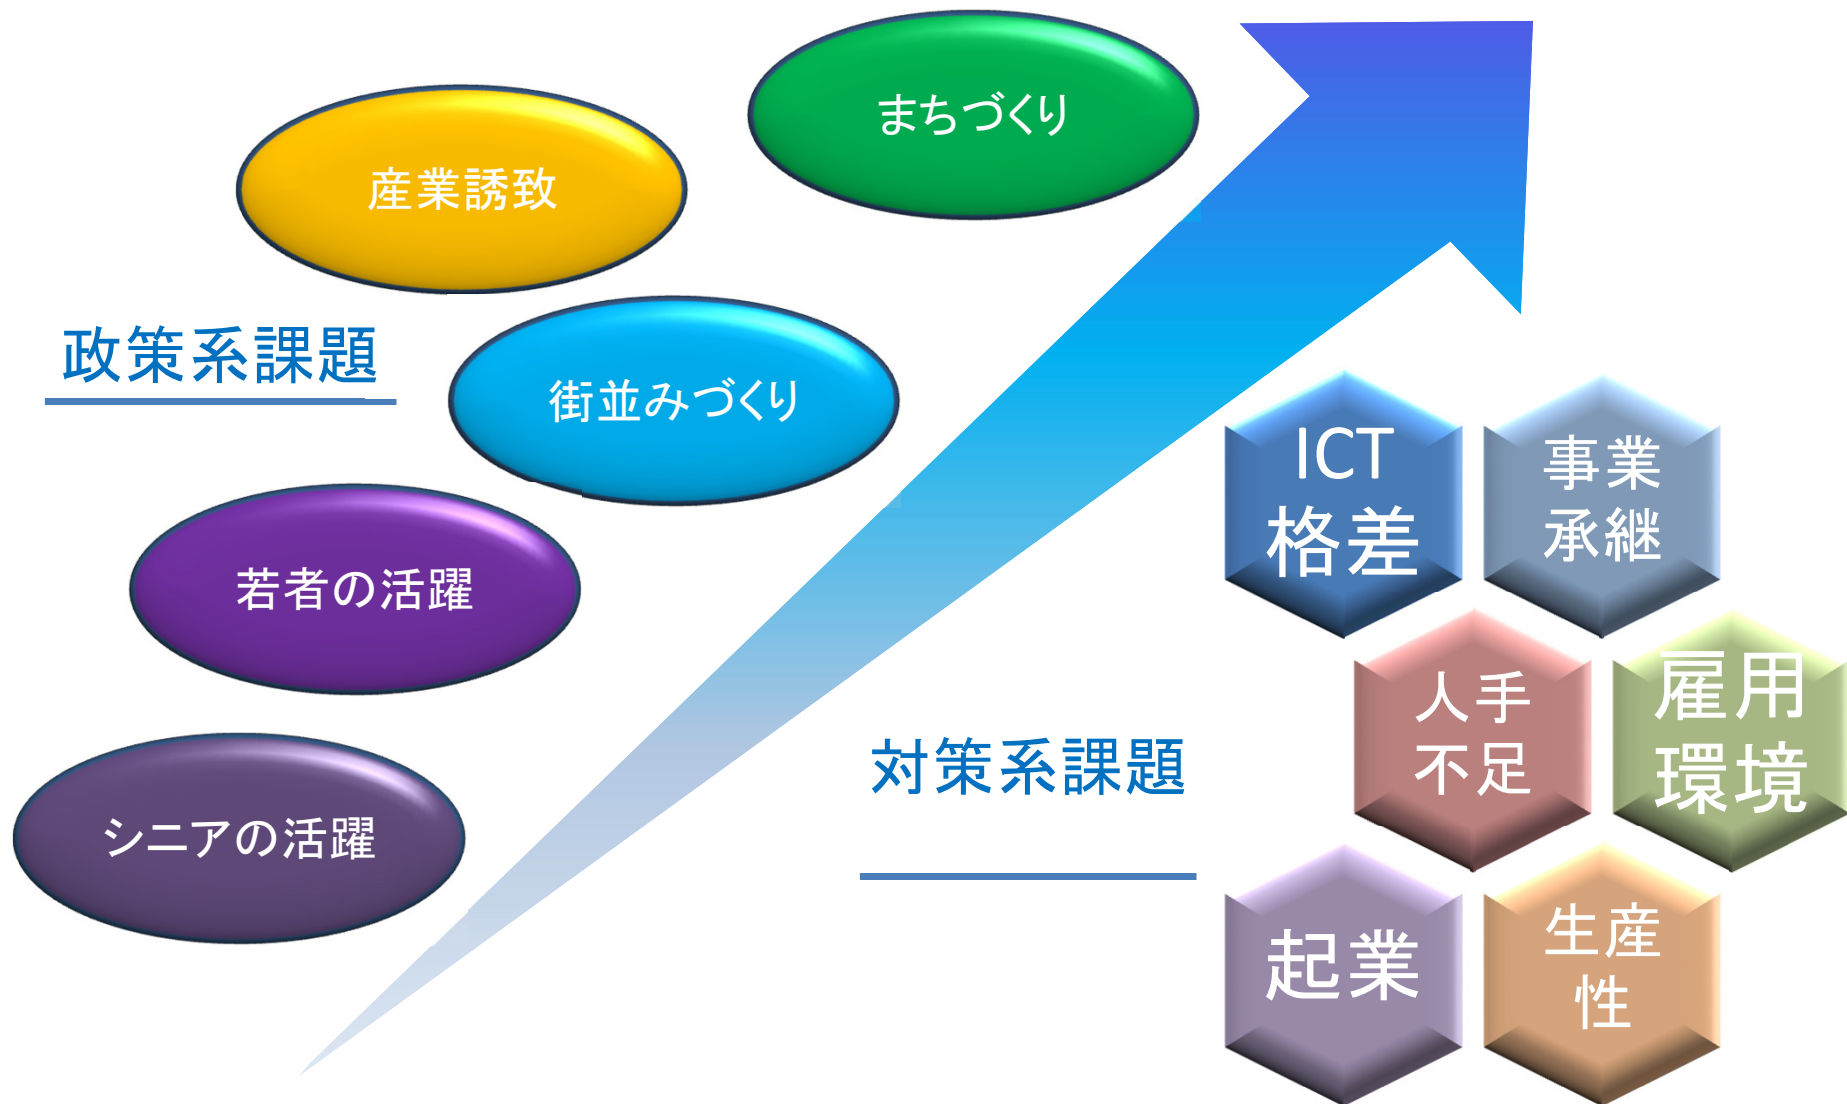 まちづくり
産業誘致
政策系課題
街並みづくり
若者の活躍
シニアの活躍
対策系課題
ICT
格差
事業
承継
人手
不足
雇用
環境
起業
生産
性